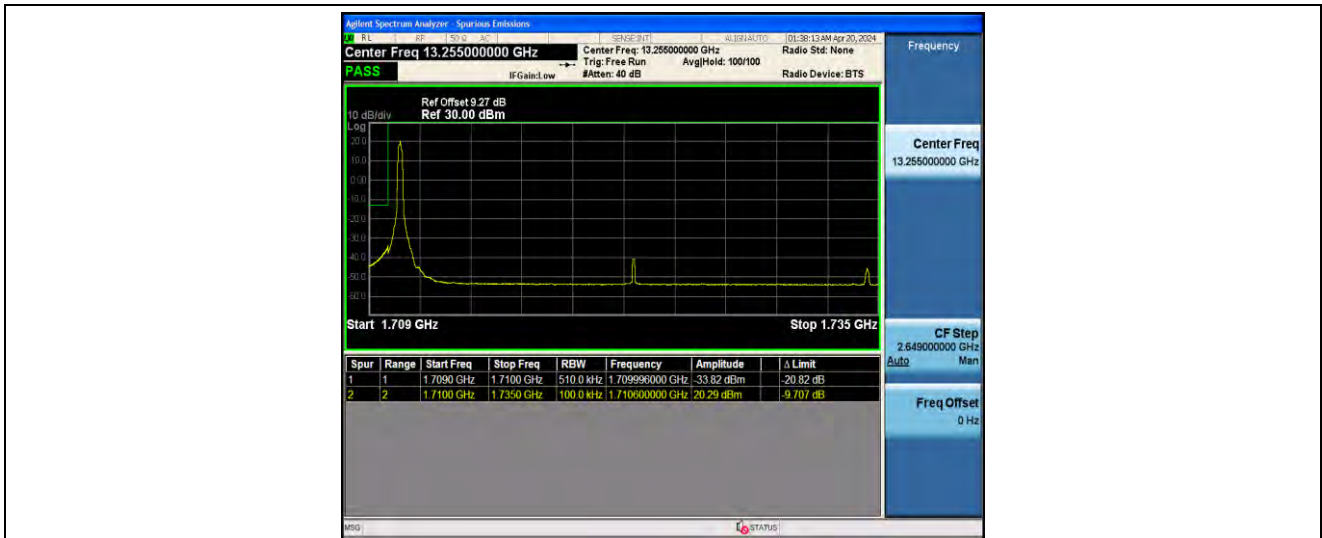 Agilent Spectrum Analyzer - Spurious Emissions
RL RF 50 Ω AC SENSE:INT ALIGN AUTO 01:38:13 AM Apr 20, 2024
Center Freq 13.255000000 GHz
Center Freq: 13.255000000 GHz
Radio Std: None
Trig: Free Run Avg|Hold: 100/100
PASS
IFGain:Low #Atten: 40 dB Radio Device: BTS
Ref Offset 9.27 dB
10 dB/div Ref 30.00 dBm
Log
20.0
10.0
0.00
-10.0
-20.0
-30.0
-40.0
-50.0
-60.0
Start 1.709 GHz Stop 1.735 GHz
Spur Range Start Freq Stop Freq RBW Frequency Amplitude Δ Limit
1 1 1.7090 GHz 1.7100 GHz 510.0 kHz 1.709996000 GHz -33.82 dBm -20.82 dB
2 2 1.7100 GHz 1.7350 GHz 100.0 kHz 1.710600000 GHz 20.29 dBm -9.707 dB
MSG STATUS
Frequency
Center Freq
13.255000000 GHz
CF Step
2.649000000 GHz
Auto Man
Freq Offset
0 Hz